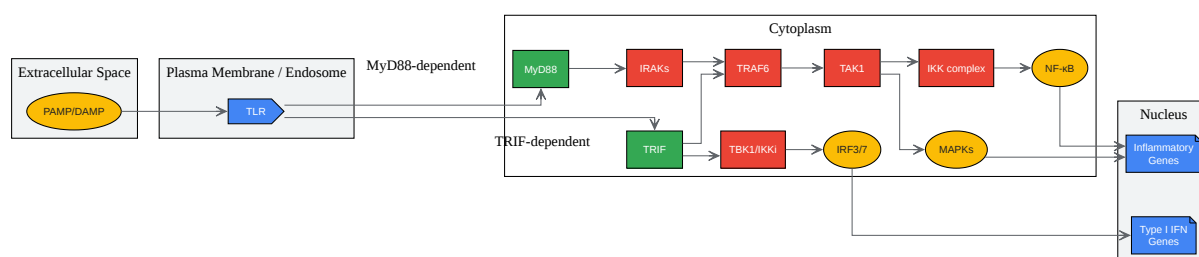 Cytoplasm
Extracellular Space
Plasma Membrane / Endosome
MyD88-dependent
MyD88
IRAKs
TRAF6
TAK1
IKK complex
NF-κB
PAMP/DAMP
TLR
Nucleus
TRIF-dependent
TRIF
TBK1/IKKi
IRF3/7
MAPKs
Inflammatory
Genes
Type I IFN
Genes